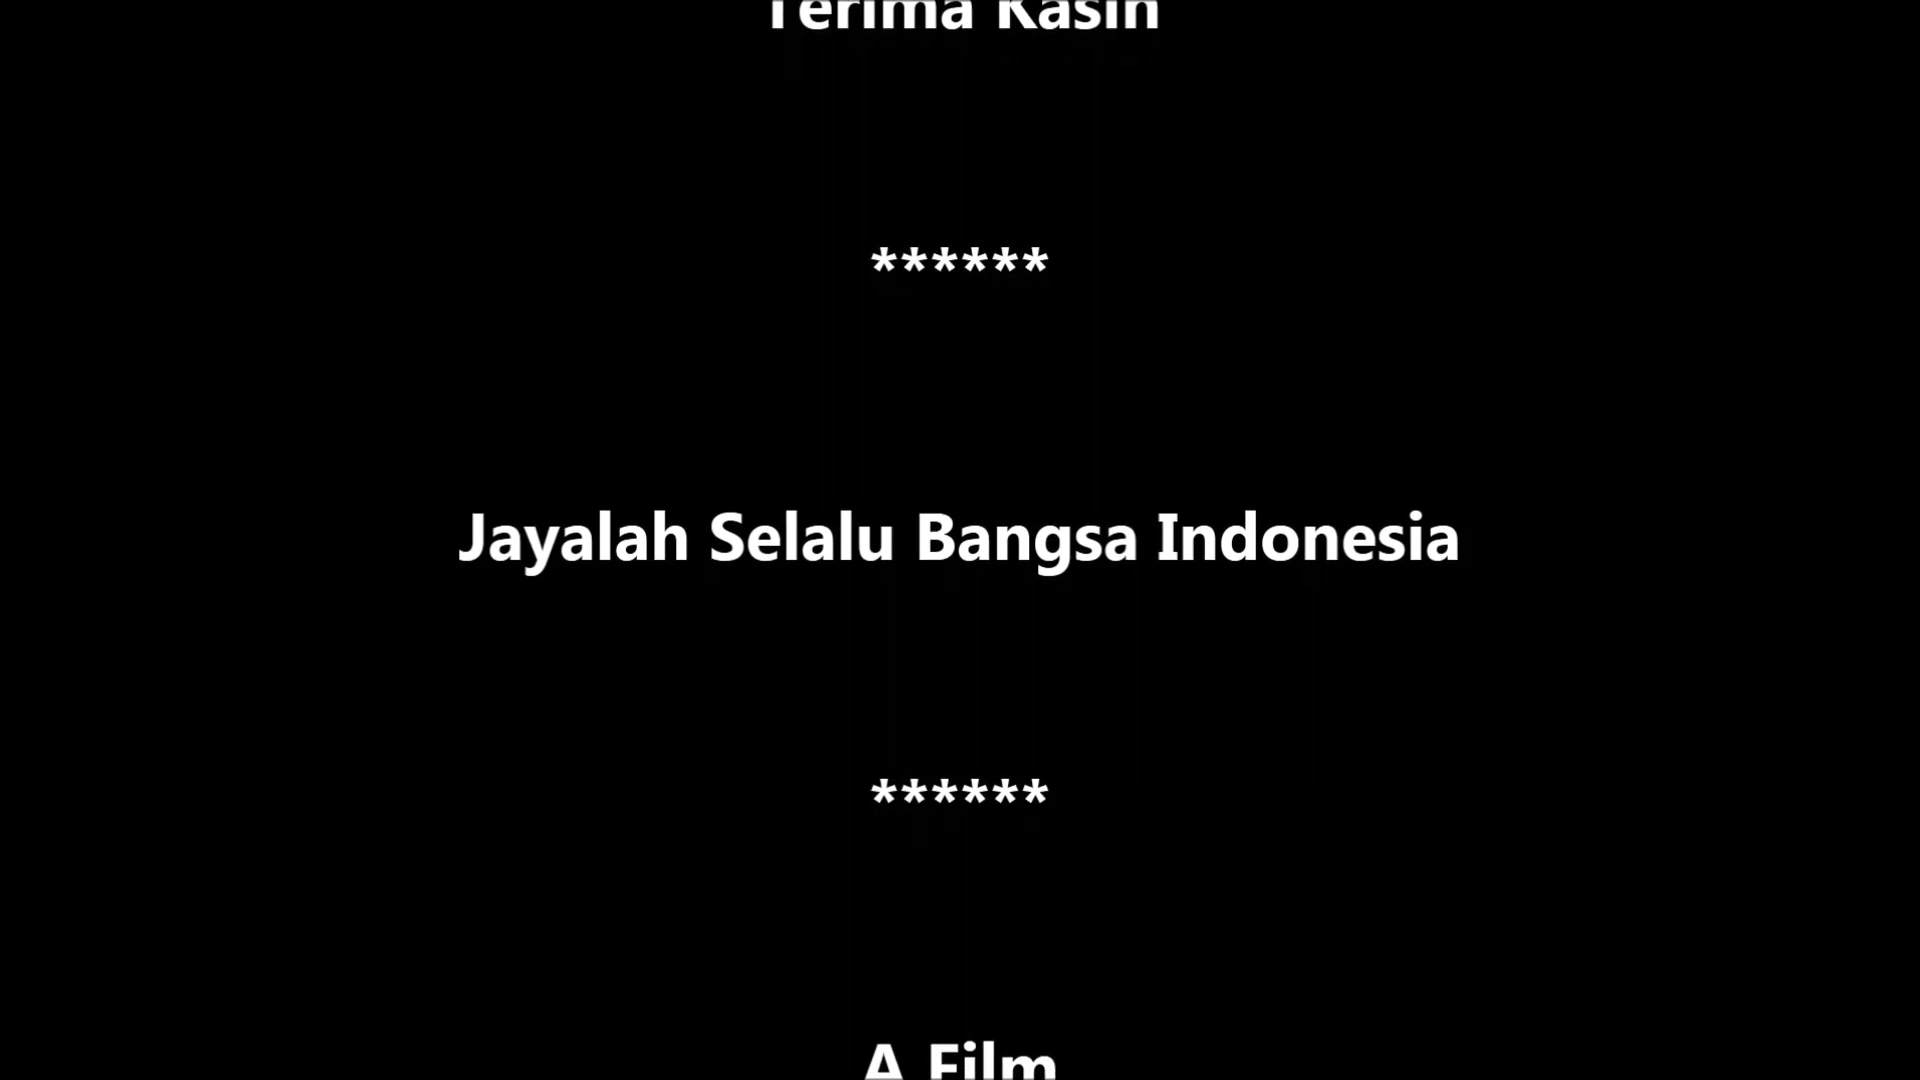 Terima Kasih
******
Jayalah Selalu Bangsa Indonesia
******
A Film